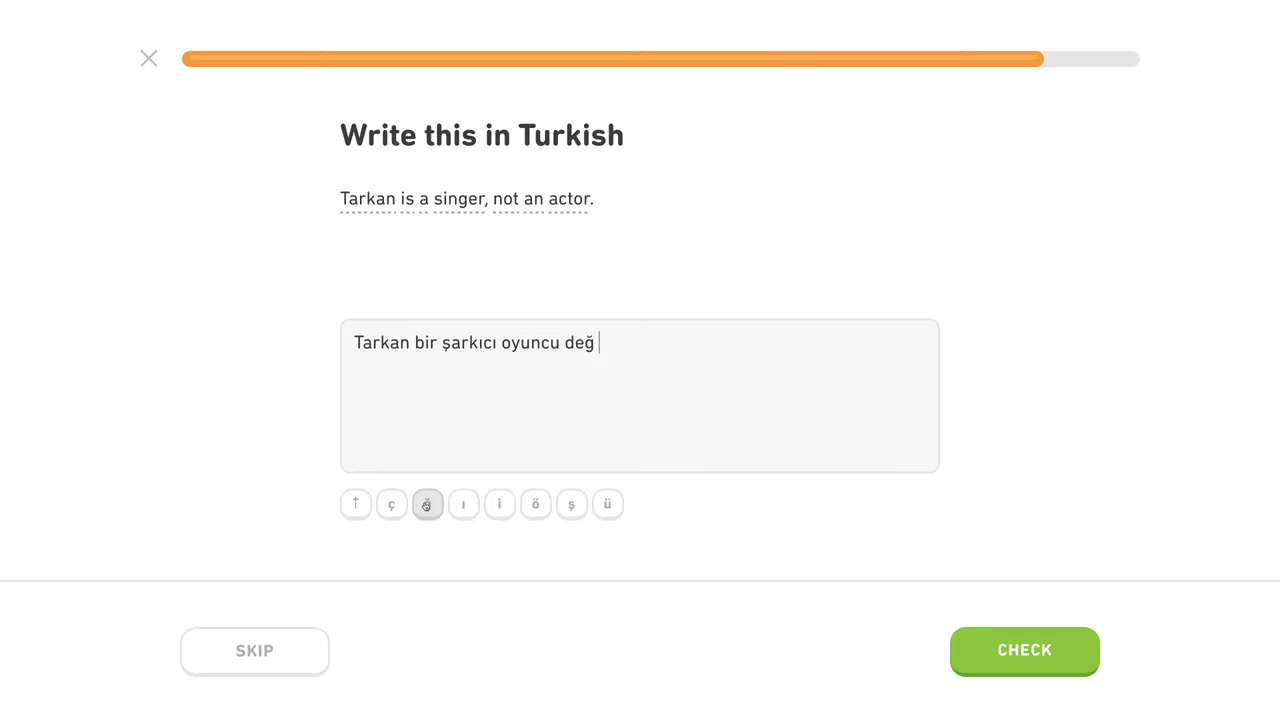 Write this in Turkish
Tarkan is a singer, not an actor.
Tarkan bir şarkıcı oyuncu değ
↑ ç ğ ı i ö ş ü
SKIP
CHECK